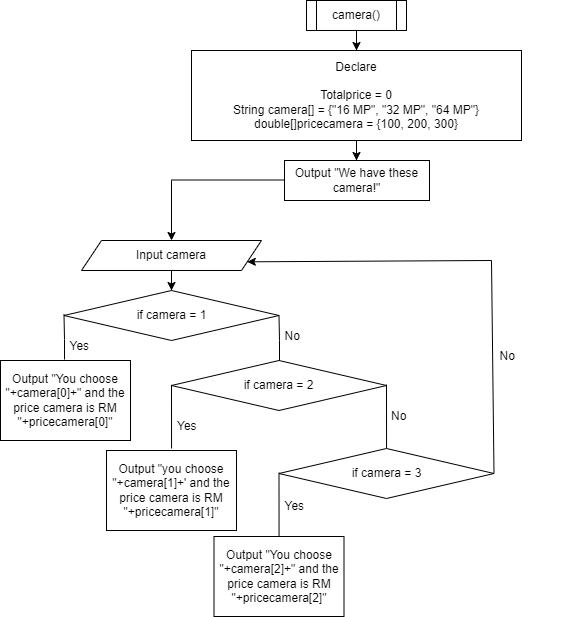 camera()
Declare
Totalprice = 0
String camera[] = {"16 MP", "32 MP", "64 MP"}
double[]pricecamera = {100, 200, 300}
Output "We have these
camera!"
Input camera
if camera = 1
Yes
No
Output "You choose
"+camera[0]+" and the
price camera is RM
"+pricecamera[0]"
if camera = 2
Yes
No
Output "you choose
"+camera[1]+' and the
price camera is RM
"+pricecamera[1]"
if camera = 3
Yes
No
Output "You choose
"+camera[2]+" and the
price camera is RM
"+pricecamera[2]"